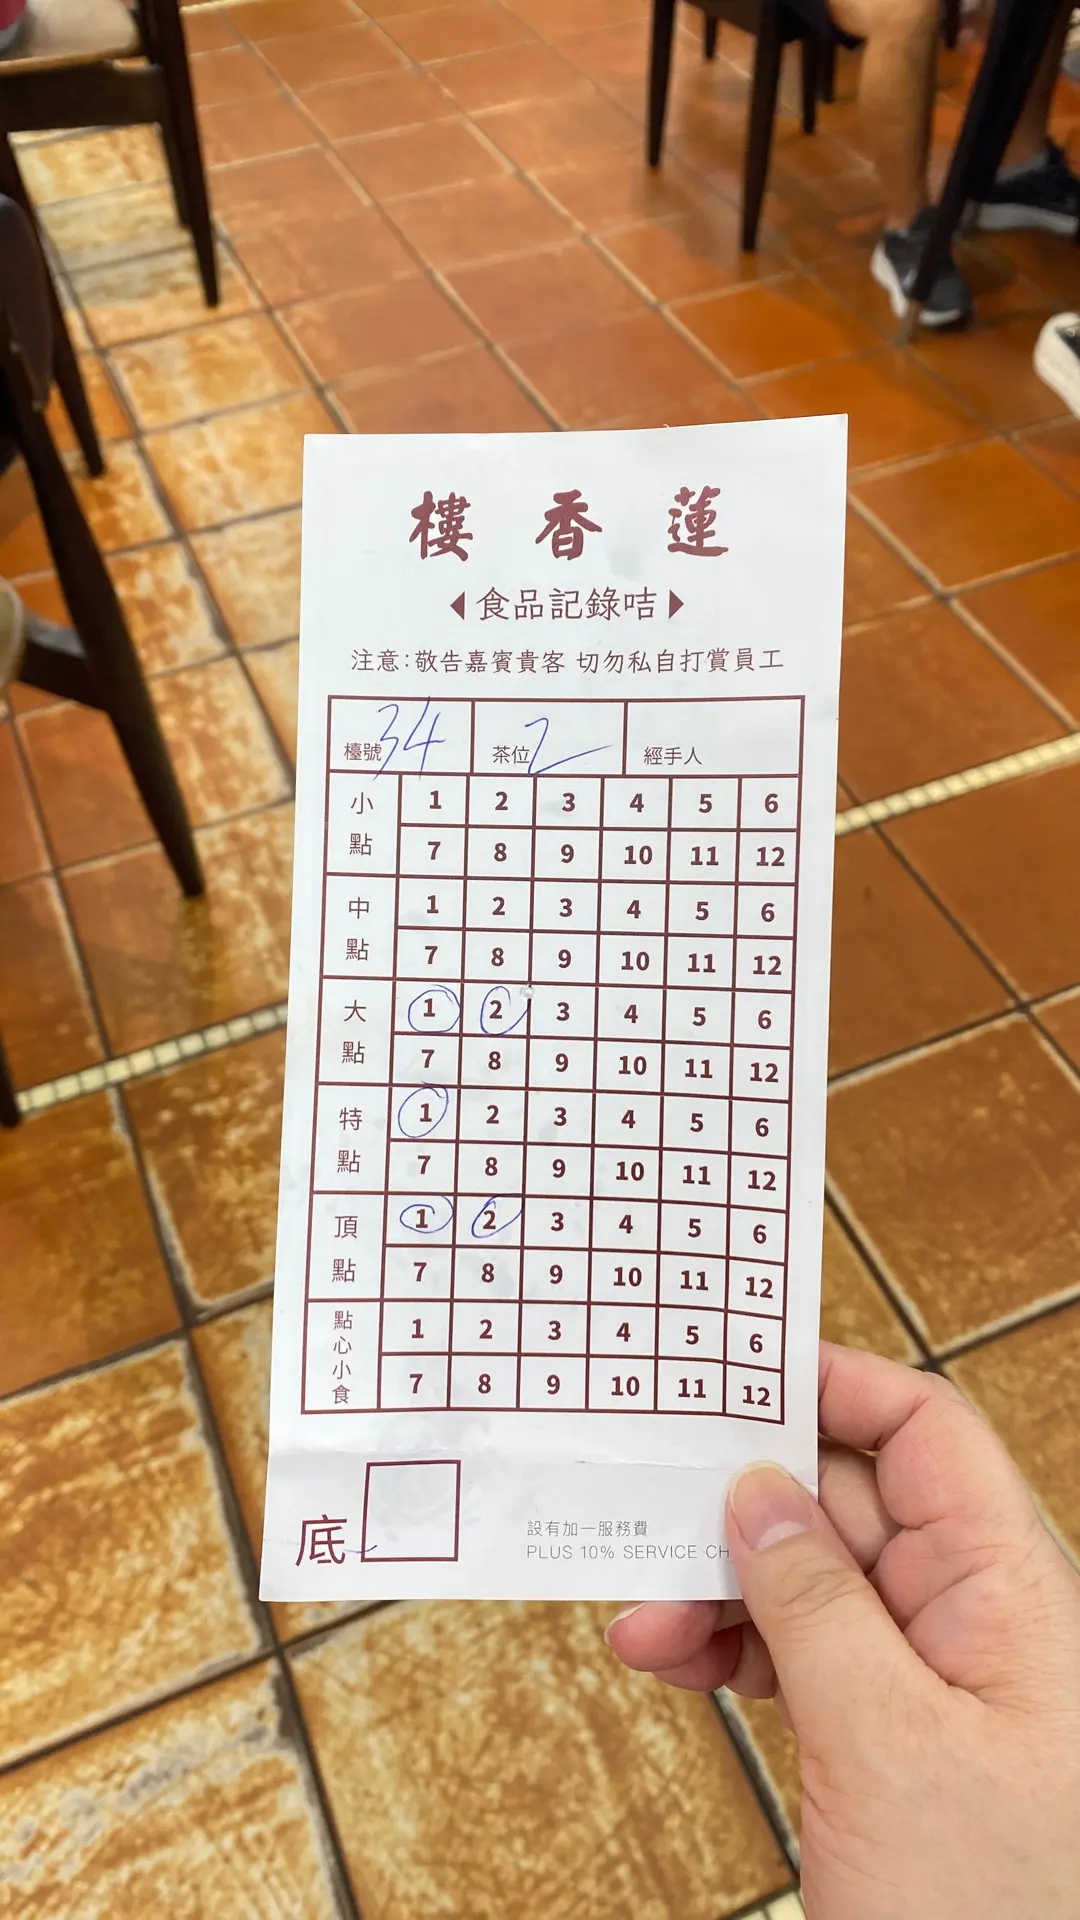 樓香蓮
食品記錄咭
注意：敬告嘉賓貴客 切勿私自打賞員工
檯號 34 茶位 2 經手人
小點 1 2 3 4 5 6
7 8 9 10 11 12
中點 1 2 3 4 5 6
7 8 9 10 11 12
大點 1 2 3 4 5 6
7 8 9 10 11 12
特點 1 2 3 4 5 6
7 8 9 10 11 12
頂點 1 2 3 4 5 6
7 8 9 10 11 12
點心小食 1 2 3 4 5 6
7 8 9 10 11 12
底
設有加一服務費
PLUS 10% SERVICE CH